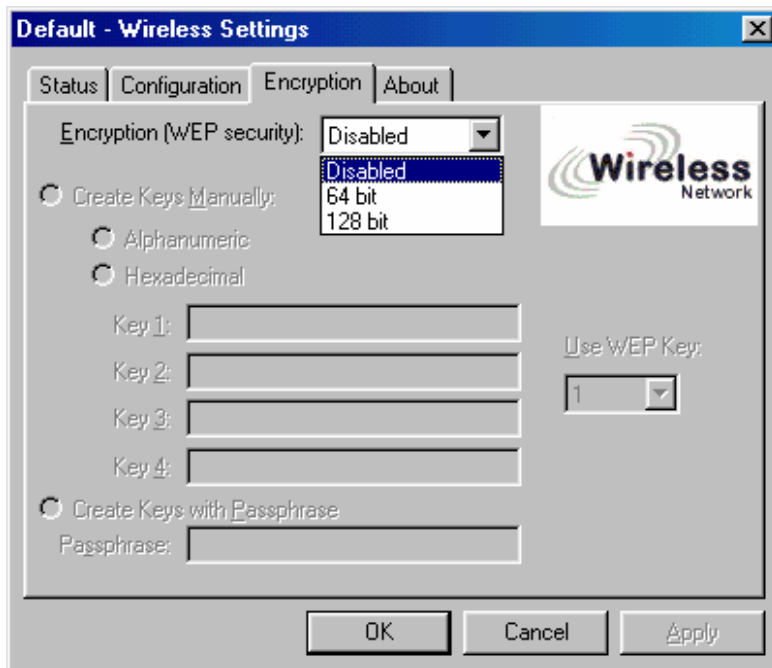 Default - Wireless Settings
Status Configuration Encryption About
Encryption (WEP security): Disabled
Disabled
64 bit
128 bit
Wireless
Network
Create Keys Manually:
Alphanumeric
Hexadecimal
Key 1:
Key 2:
Key 3:
Key 4:
Use WEP Key:
1
Create Keys with Passphrase
Passphrase:
OK Cancel Apply